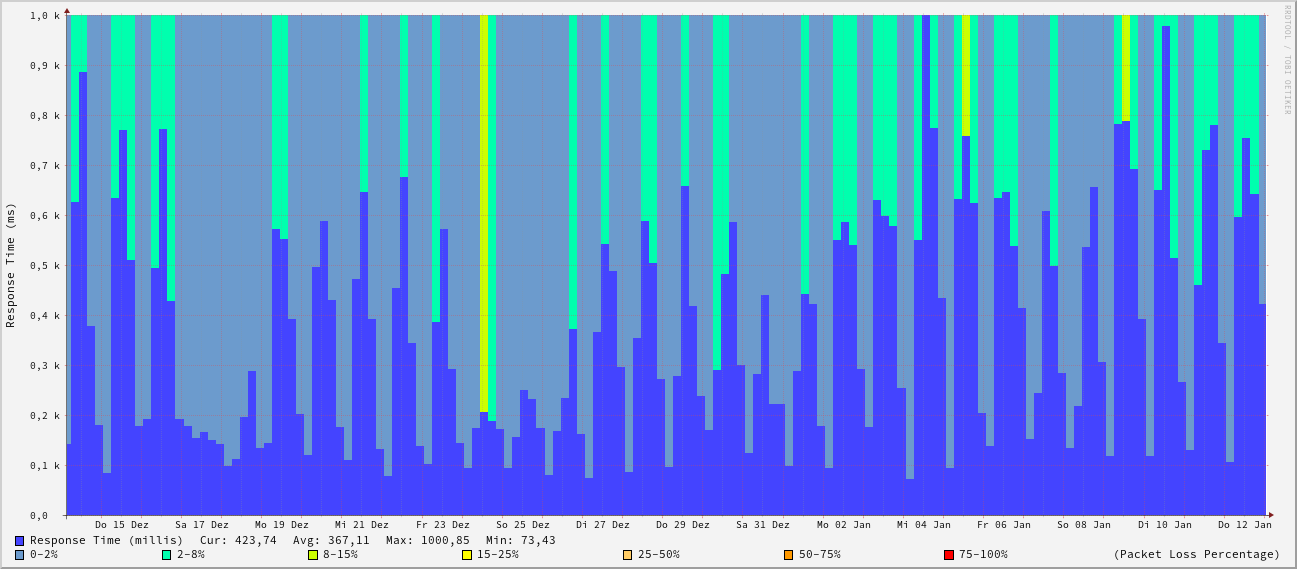 RRDTOOL / TOBI OETIKER
Response Time (ms)
1,0 k
0,9 k
0,8 k
0,7 k
0,6 k
0,5 k
0,4 k
0,3 k
0,2 k
0,1 k
0,0
Do 15 Dez Sa 17 Dez Mo 19 Dez Mi 21 Dez Fr 23 Dez So 25 Dez Di 27 Dez Do 29 Dez Sa 31 Dez Mo 02 Jan Mi 04 Jan Fr 06 Jan So 08 Jan Di 10 Jan Do 12 Jan
Response Time (millis) Cur: 423,74 Avg: 367,11 Max: 1000,85 Min: 73,43
0-2% 2-8% 8-15% 15-25% 25-50% 50-75% 75-100% (Packet Loss Percentage)